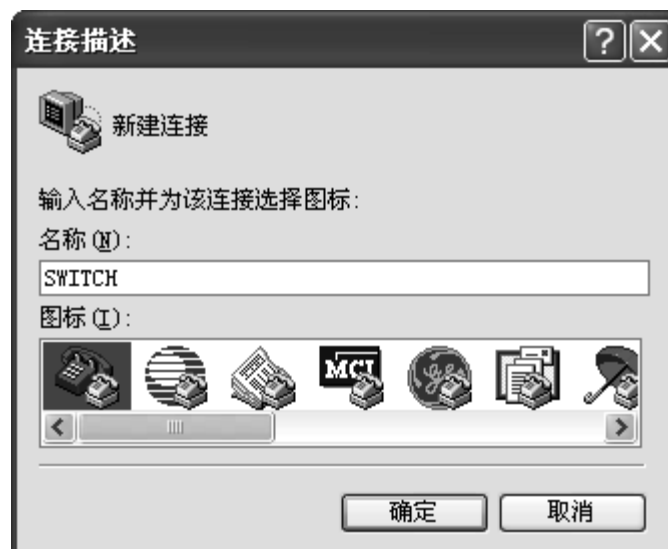 连接描述
新建连接
输入名称并为该连接选择图标:
名称(N):
SWITCH
图标(I):
MCI
确定
取消